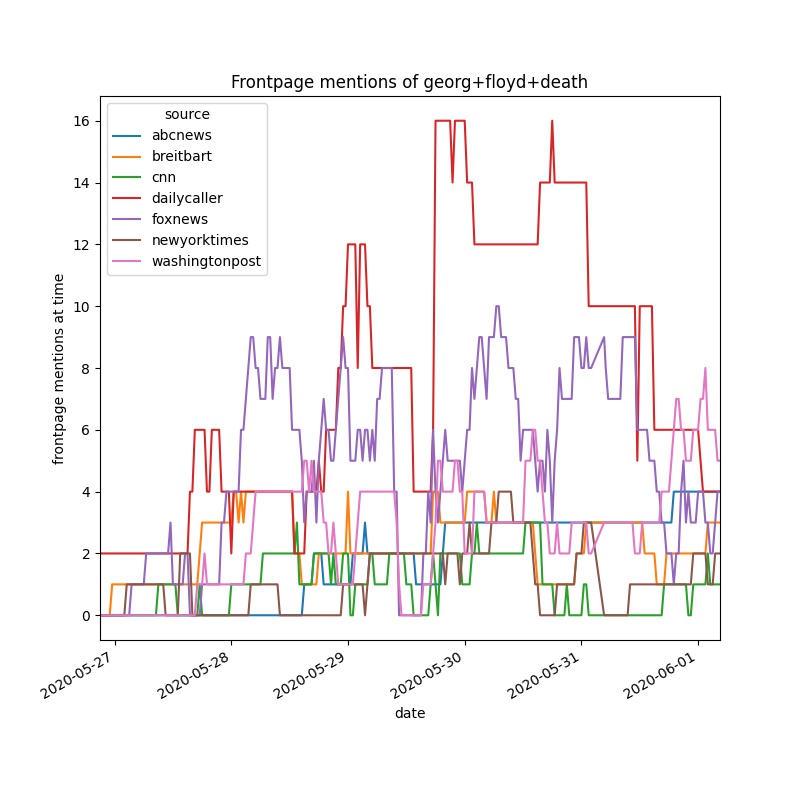 Frontpage mentions of georg+floyd+death
source
abcnews
breitbart
cnn
dailycaller
foxnews
newyorktimes
washingtonpost
frontpage mentions at time
16
14
12
10
8
6
4
2
0
2020-05-27
2020-05-28
2020-05-29
2020-05-30
2020-05-31
2020-06-01
date